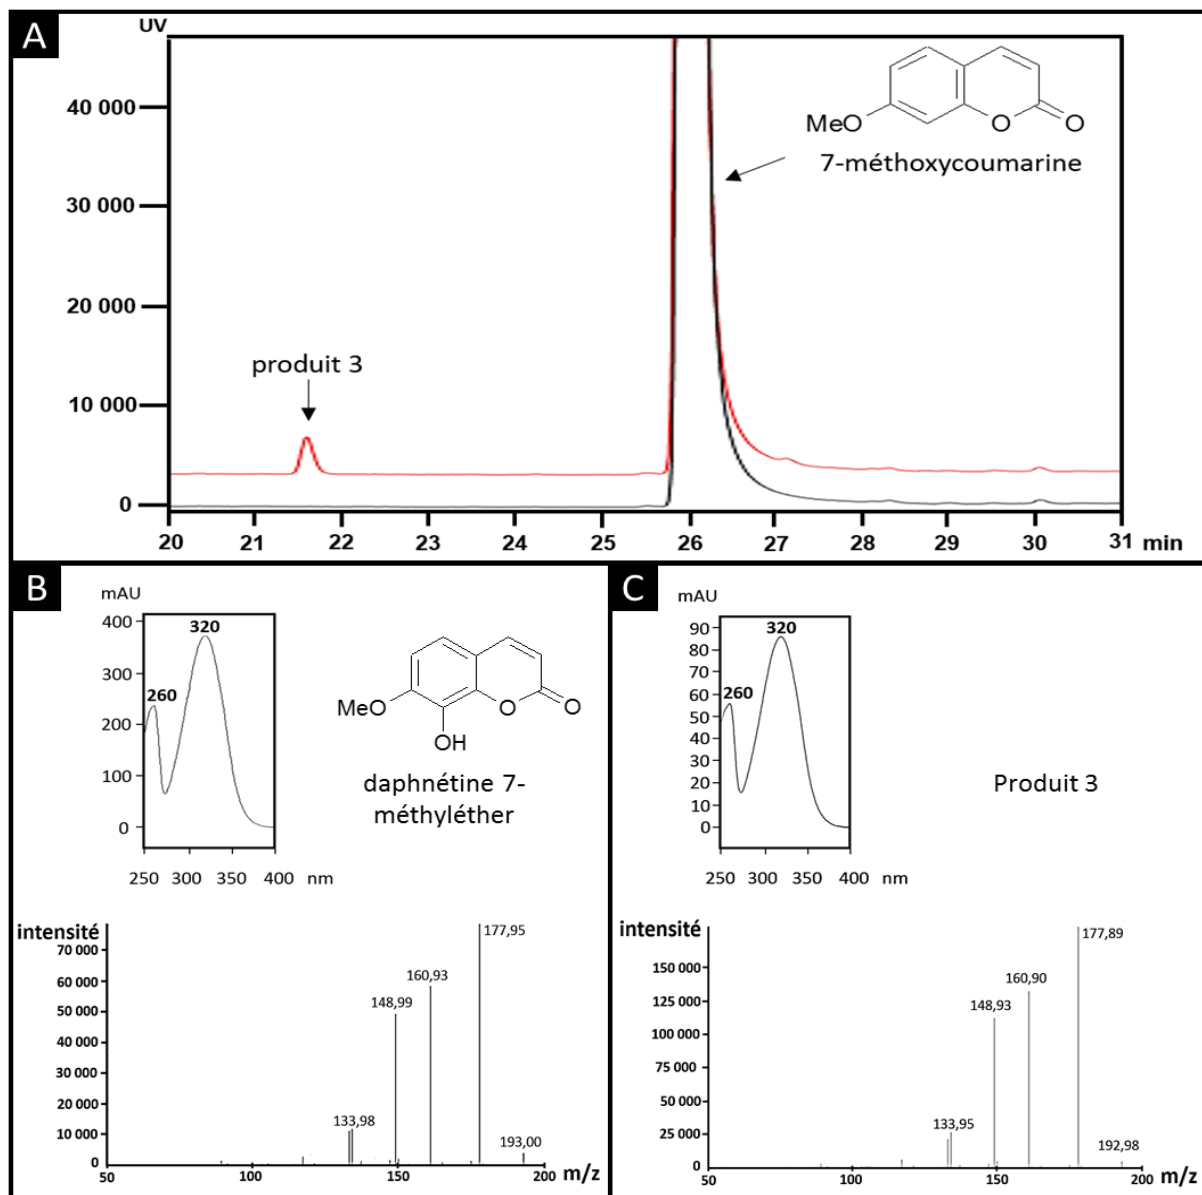 A
UV
40 000
30 000
20 000
10 000
0
produit 3
MeO
O
O
7-méthoxycoumarine
20 21 22 23 24 25 26 27 28 29 30 31 min
B
mAU
400
300
200
100
0
320
260
250 300 350 400 nm
MeO
O
O
OH
daphnétine 7-
méthyléther
intensité
70 000
60 000
50 000
40 000
30 000
20 000
10 000
0
177,95
160,93
148,99
133,98
193,00
50 100 150 200 m/z
C
mAU
90
80
70
60
50
40
30
20
10
0
320
260
250 300 350 400 nm
Produit 3
intensité
150 000
125 000
100 000
75 000
50 000
25 000
0
177,89
160,90
148,93
133,95
192,98
50 100 150 200 m/z